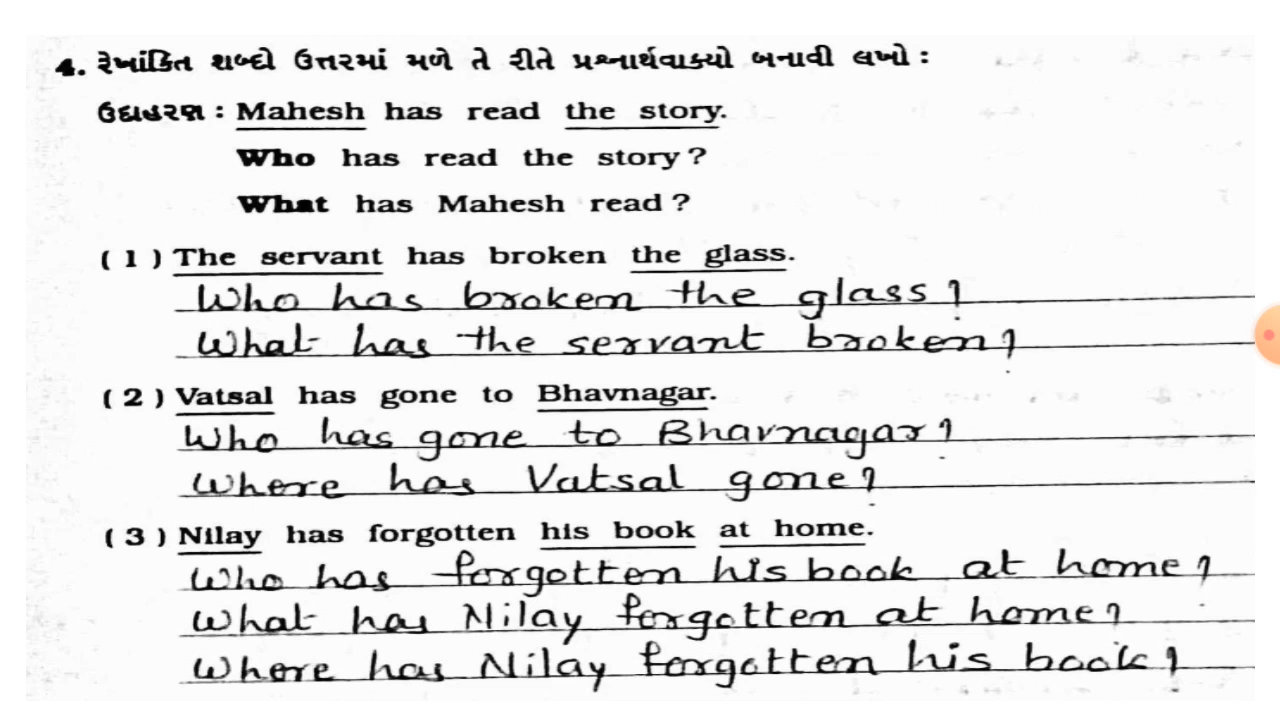 4. રેખાંકિત શબ્દો ઉત્તરમાં મળે તે રીતે પ્રશ્નાર્થવાક્યો બનાવી લખો :
ઉદાહરણ : Mahesh has read the story.
Who has read the story ?
What has Mahesh read ?
( 1 ) The servant has broken the glass.
Who has broken the glass?
What has the servant broken?
( 2 ) Vatsal has gone to Bhavnagar.
Who has gone to Bhavnagar?
Where has Vatsal gone?
( 3 ) Nilay has forgotten his book at home.
Who has forgotten his book at home?
What has Nilay forgotten at home?
Where has Nilay forgotten his book?